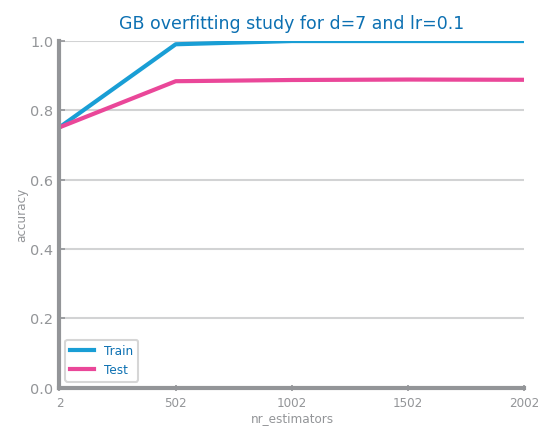 GB overfitting study for d=7 and lr=0.1
1.0
0.8
0.6
0.4
0.2
0.0
accuracy
Train
Test
2 502 1002 1502 2002
nr_estimators